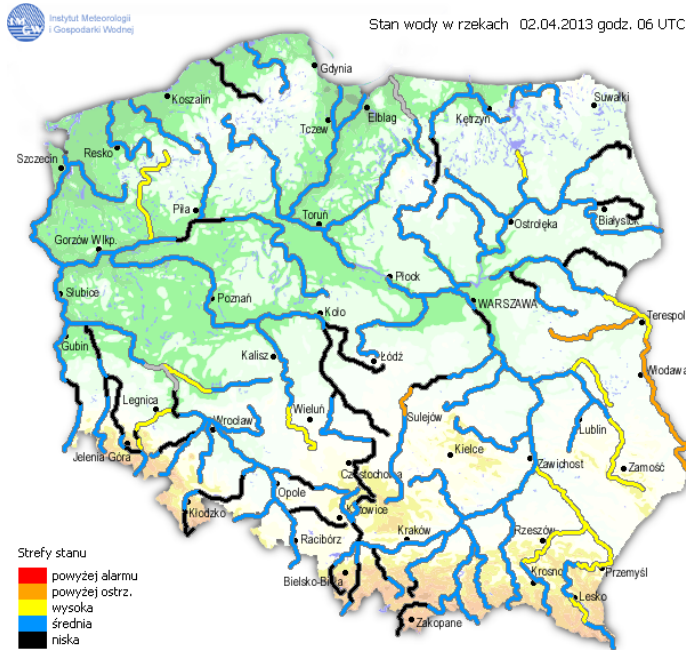 IMGW
Instytut Meteorologii
i Gospodarki Wodnej
Stan wody w rzekach 02.04.2013 godz. 06 UTC
Gdynia
Koszalin
Suwałki
Elbląg
Kętrzyn
Tczew
Resko
Szczecin
Piła
Białystok
Toruń
Ostrołęka
Gorzów Wlkp.
Płock
Słubice
Poznań
WARSZAWA
Koło
Terespol
Gubin
Kalisz
Łódź
Włodawa
Legnica
Wieluń
Sulejów
Wrocław
Lublin
Kielce
Jelenia Góra
Częstochowa
Zawichost
Zamość
Opole
Kłodzko
Katowice
Racibórz
Kraków
Rzeszów
Bielsko-Biała
Krosno
Przemyśl
Lesko
Zakopane
Strefy stanu
powyżej alarmu
powyżej ostrz.
wysoka
średnia
niska